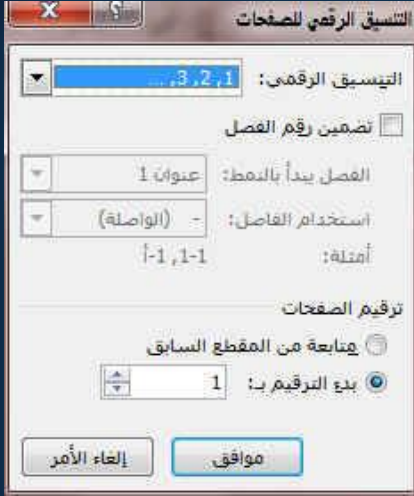 التنسيق الرقمي للصفحات
التنسيق الرقمي: 1, 2, 3, ...
تضمين رقم الفصل
الفصل يبدأ بالنمط: عنوان 1
استخدام الفاصل: - (الواصلة)
أمثلة: 1-1, 1-أ
ترقيم الصفحات
متابعة من المقطع السابق
بدء الترقيم بـ: 1
موافق
إلغاء الأمر